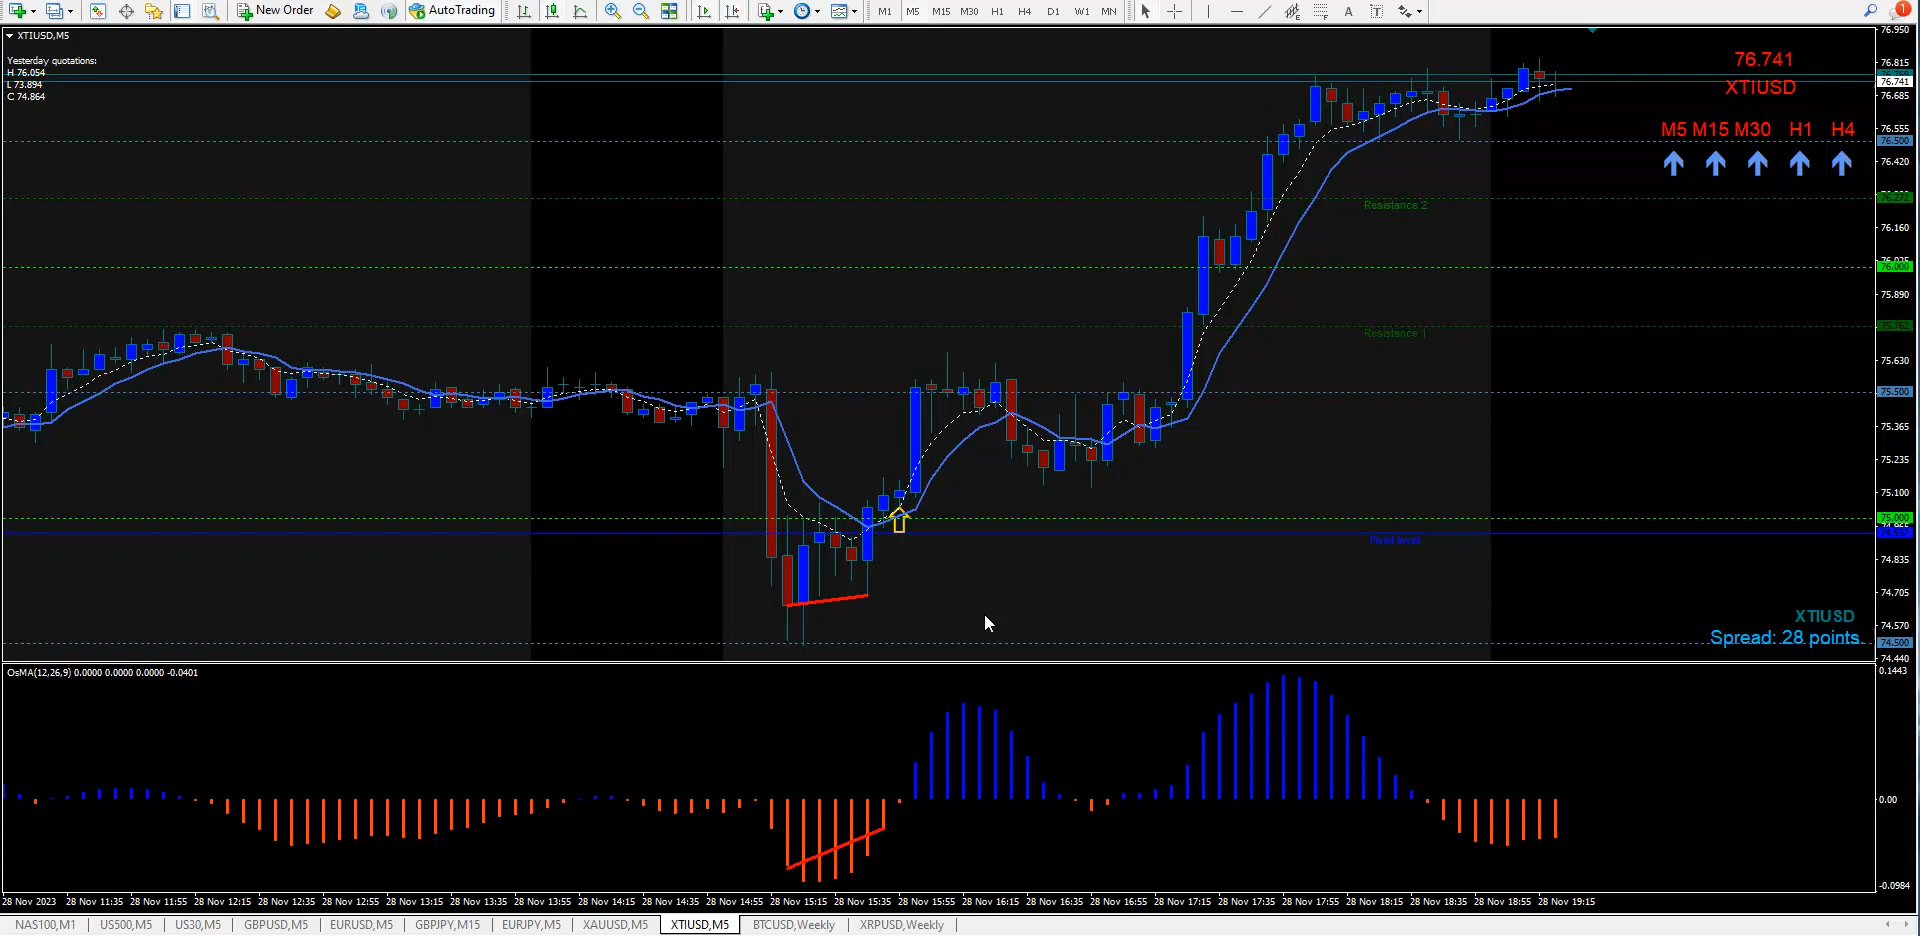 New Order AutoTrading M1 M5 M15 M30 H1 H4 D1 W1 MN A T 1
XTIUSD,M5
Yesterday quotations:
H 76.054
L 73.894
C 74.864
76.741
XTIUSD
M5 M15 M30 H1 H4
Resistance 2
Resistance 1
Pivot level
XTIUSD
Spread: 28 points.
76.950
76.815
76.741
76.685
76.555
76.500
76.420
76.160
76.000
75.890
75.630
75.500
75.365
75.235
75.100
75.000
74.835
74.705
74.570
74.500
74.440
OsMA(12,26,9) 0.0000 0.0000 0.0000 -0.0401
0.1443
0.00
-0.0984
28 Nov 2023 28 Nov 11:35 28 Nov 11:55 28 Nov 12:15 28 Nov 12:35 28 Nov 12:55 28 Nov 13:15 28 Nov 13:35 28 Nov 13:55 28 Nov 14:15 28 Nov 14:35 28 Nov 14:55 28 Nov 15:15 28 Nov 15:35 28 Nov 15:55 28 Nov 16:15 28 Nov 16:35 28 Nov 16:55 28 Nov 17:15 28 Nov 17:35 28 Nov 17:55 28 Nov 18:15 28 Nov 18:35 28 Nov 18:55 28 Nov 19:15
NAS100,M1 US500,M5 US30,M5 GBPUSD,M5 EURUSD,M5 GBPJPY,M15 EURJPY,M5 XAUUSD,M5 XTIUSD,M5 BTCUSD,Weekly XRPUSD,Weekly